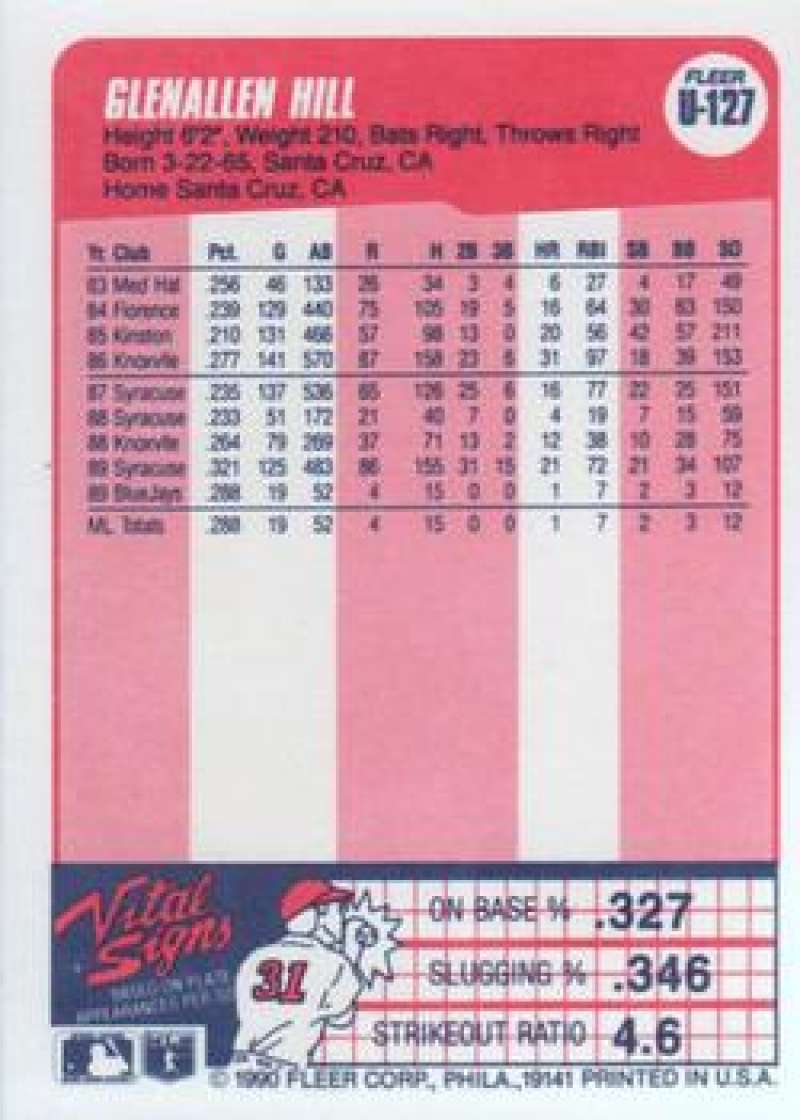 GLENALLEN HILL
FLEER
U-127
Height 6'2", Weight 210, Bats Right, Throws Right
Born 3-22-65, Santa Cruz, CA
Home Santa Cruz, CA
Yr. Club Pct. G AB R H 2B 3B HR RBI SB BB SO
83 Med Hat .256 46 133 26 34 3 4 6 27 4 17 49
84 Florence .239 129 440 75 105 19 5 16 64 30 63 150
85 Kinston .210 131 466 57 98 13 0 20 56 42 57 211
86 Knoxville .277 141 570 87 158 23 6 31 97 18 39 153
87 Syracuse .235 137 536 65 126 25 6 16 77 22 25 151
88 Syracuse .233 51 172 21 40 7 0 4 19 7 15 59
88 Knoxville .264 79 269 37 71 13 2 12 38 10 28 75
89 Syracuse .321 125 483 86 155 31 15 21 72 21 34 107
89 BlueJays .288 19 52 4 15 0 0 1 7 2 3 12
ML Totals .288 19 52 4 15 0 0 1 7 2 3 12
Vital
Signs
BASED ON PLATE
APPEARANCES PER SO
31
ON BASE % .327
SLUGGING % .346
STRIKEOUT RATIO 4.6
© 1990 FLEER CORP., PHILA.,19141 PRINTED IN U.S.A.